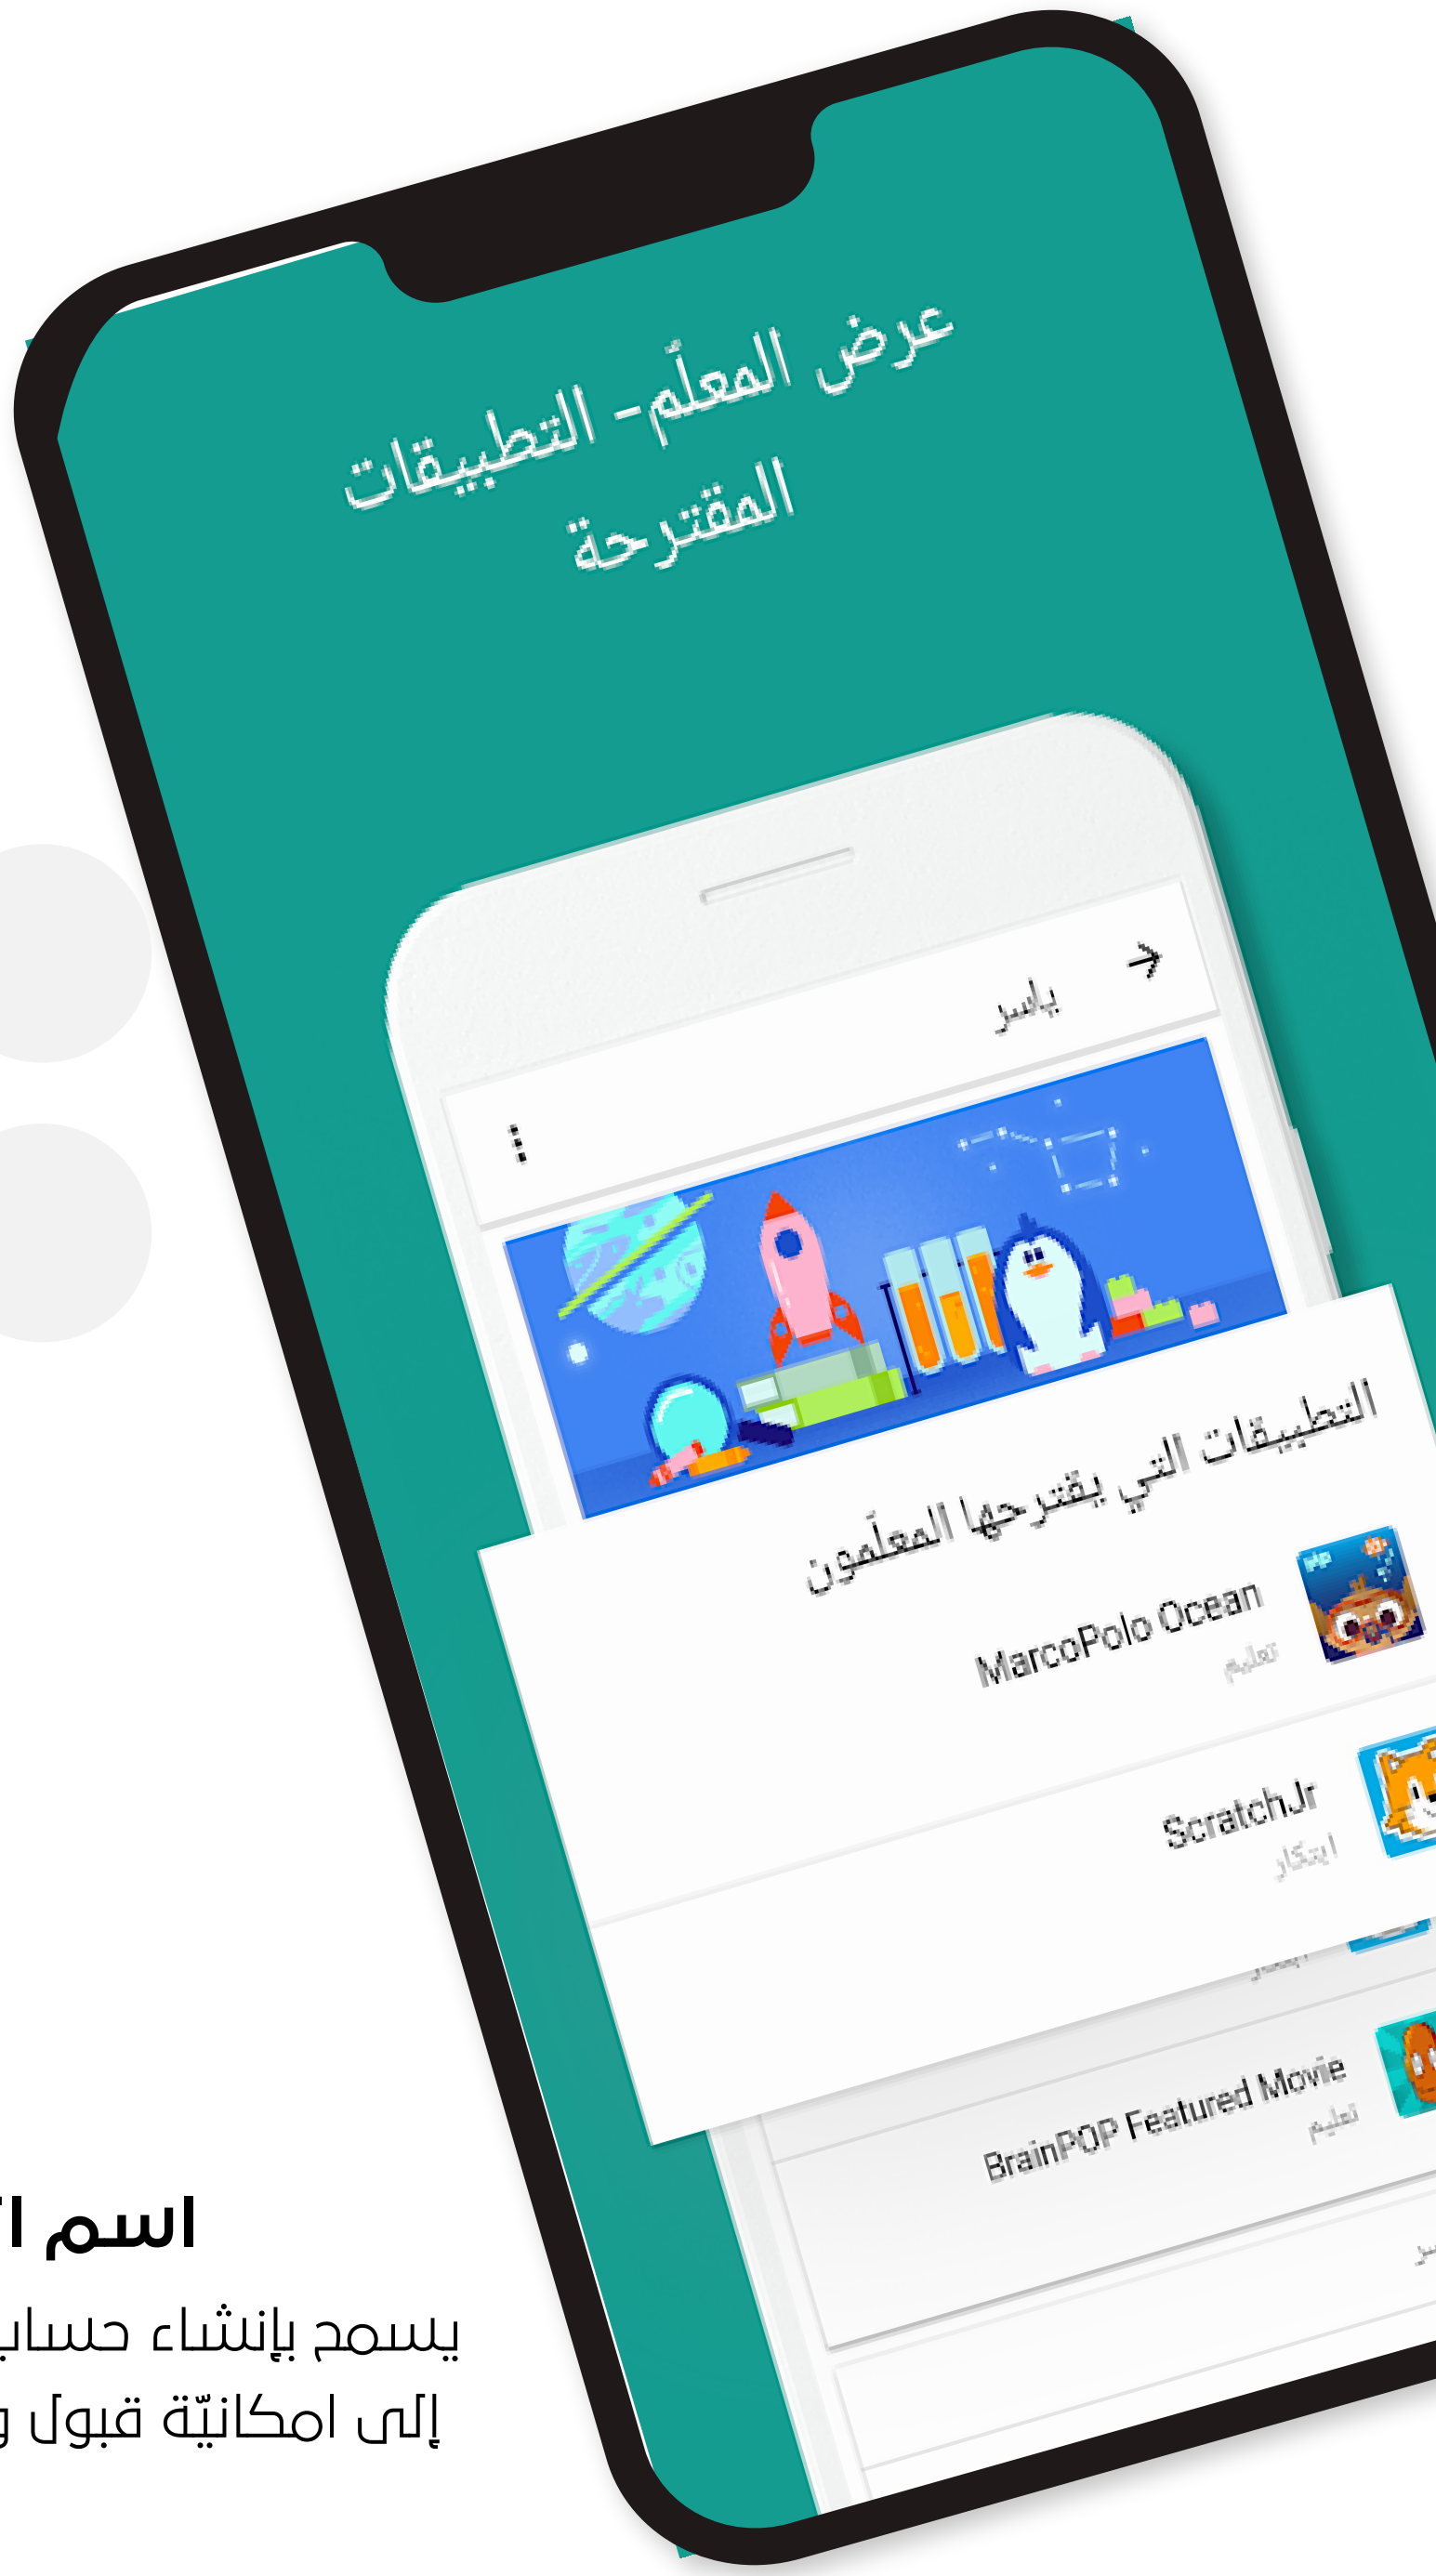 عرض المعلّم- التطبيقات
المقترحة
ياسر
التطبيقات التي يقترحها المعلّمون
MarcoPolo Ocean
تعليم
ScratchJr
ابتكار
BrainPOP Featured Movie
تعليم
اسم
يسمح بإنشاء حساب
إلى امكانيّة قبول و